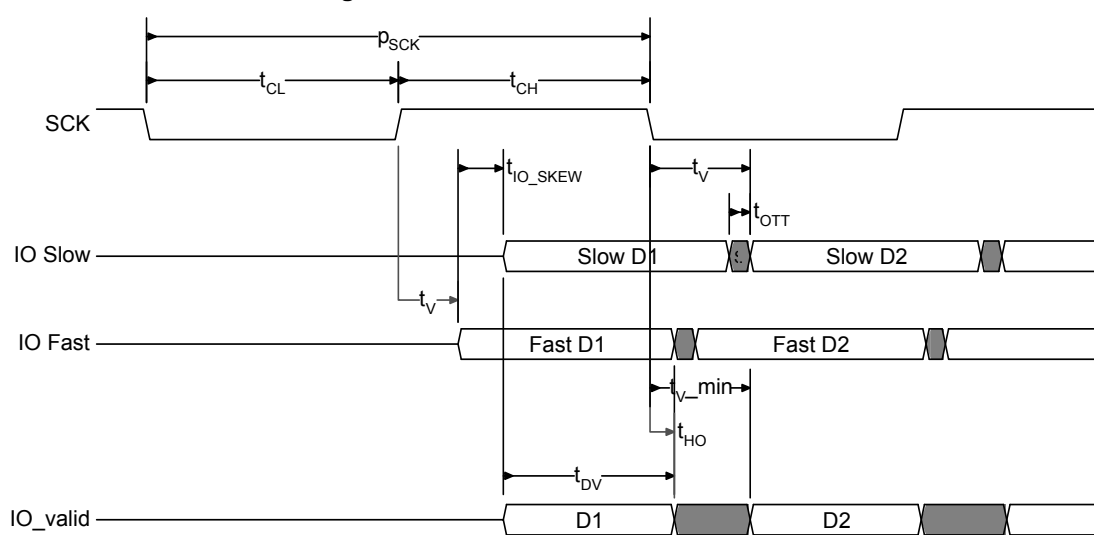 pSCK
tCL
tCH
SCK
tIO_SKEW
tV
tOTT
IO Slow
Slow D1
S.
Slow D2
tV
IO Fast
Fast D1
Fast D2
tV_min
tHO
tDV
IO_valid
D1
D2